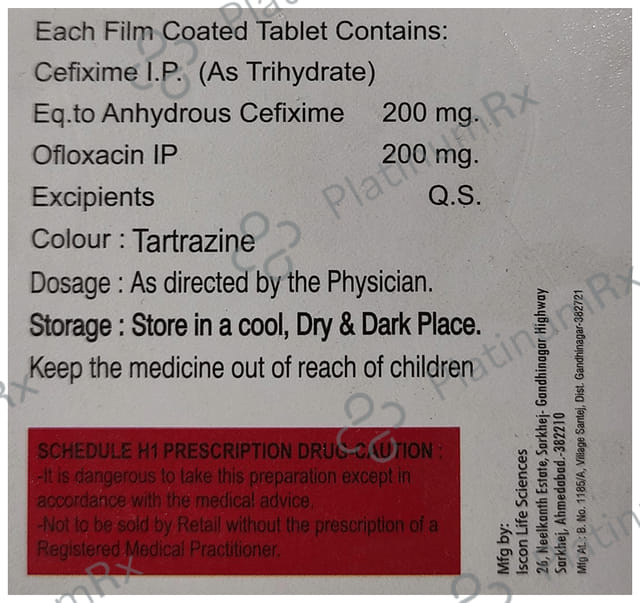 Each Film Coated Tablet Contains:
Cefixime I.P. (As Trihydrate)
Eq.to Anhydrous Cefixime 200 mg.
Ofloxacin IP 200 mg.
Excipients Q.S.
Colour : Tartrazine
Dosage : As directed by the Physician.
Storage : Store in a cool, Dry & Dark Place.
Keep the medicine out of reach of children
SCHEDULE H1 PRESCRIPTION DRUG-CAUTION :
-It is dangerous to take this preparation except in
accordance with the medical advice.
-Not to be sold by Retail without the prescription of a
Registered Medical Practitioner.
Mfg by:
Iscon Life Sciences
26, Neelkanth Estate, Sarkhej- Gandhinagar Highway
Sarkhej, Ahmedabad.-382210
Mfg At.: B. No. 1185/A, Village Santej, Dist. Gandhinagar-382721
PlatinumRx
PlatinumRx
PlatinumRx